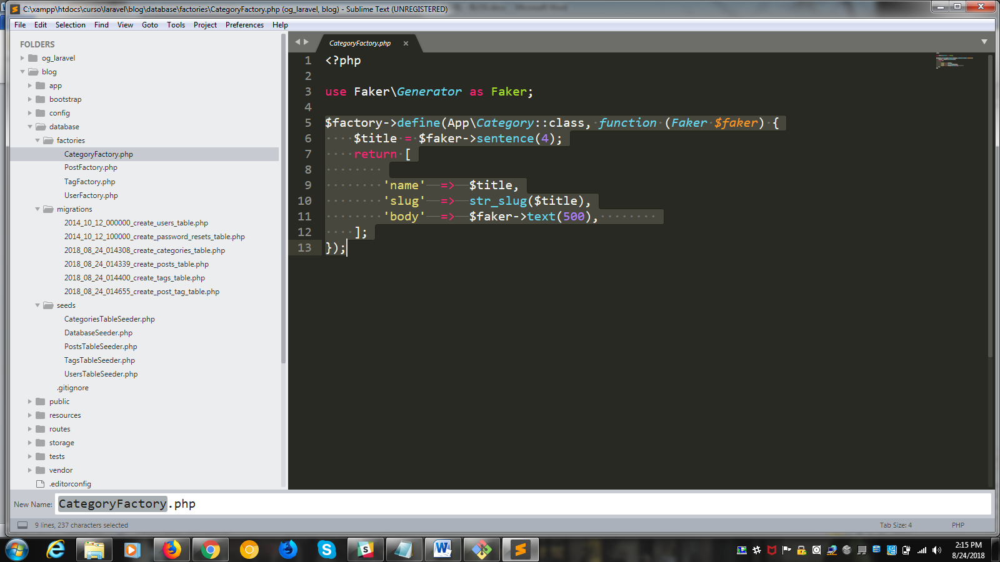 C:\xampp\htdocs\curso\laravel\blog\database\factories\CategoryFactory.php (og_laravel, blog) - Sublime Text (UNREGISTERED)
File Edit Selection Find View Goto Tools Project Preferences Help
FOLDERS
og_laravel
blog
app
bootstrap
config
database
factories
CategoryFactory.php
PostFactory.php
TagFactory.php
UserFactory.php
migrations
2014_10_12_000000_create_users_table.php
2014_10_12_100000_create_password_resets_table.php
2018_08_24_014308_create_categories_table.php
2018_08_24_014339_create_posts_table.php
2018_08_24_014400_create_tags_table.php
2018_08_24_014655_create_post_tag_table.php
seeds
CategoriesTableSeeder.php
DatabaseSeeder.php
PostsTableSeeder.php
TagsTableSeeder.php
UsersTableSeeder.php
.gitignore
public
resources
routes
storage
tests
vendor
.editorconfig
CategoryFactory.php
1 <?php
2
3 use Faker\Generator as Faker;
4
5 $factory->define(App\Category::class, function (Faker $faker) {
6 $title = $faker->sentence(4);
7 return [
8
9 'name' => $title,
10 'slug' => str_slug($title),
11 'body' => $faker->text(500),
12 ];
13 });
New Name: CategoryFactory.php
9 lines, 237 characters selected
Tab Size: 4
PHP
2:15 PM
8/24/2018